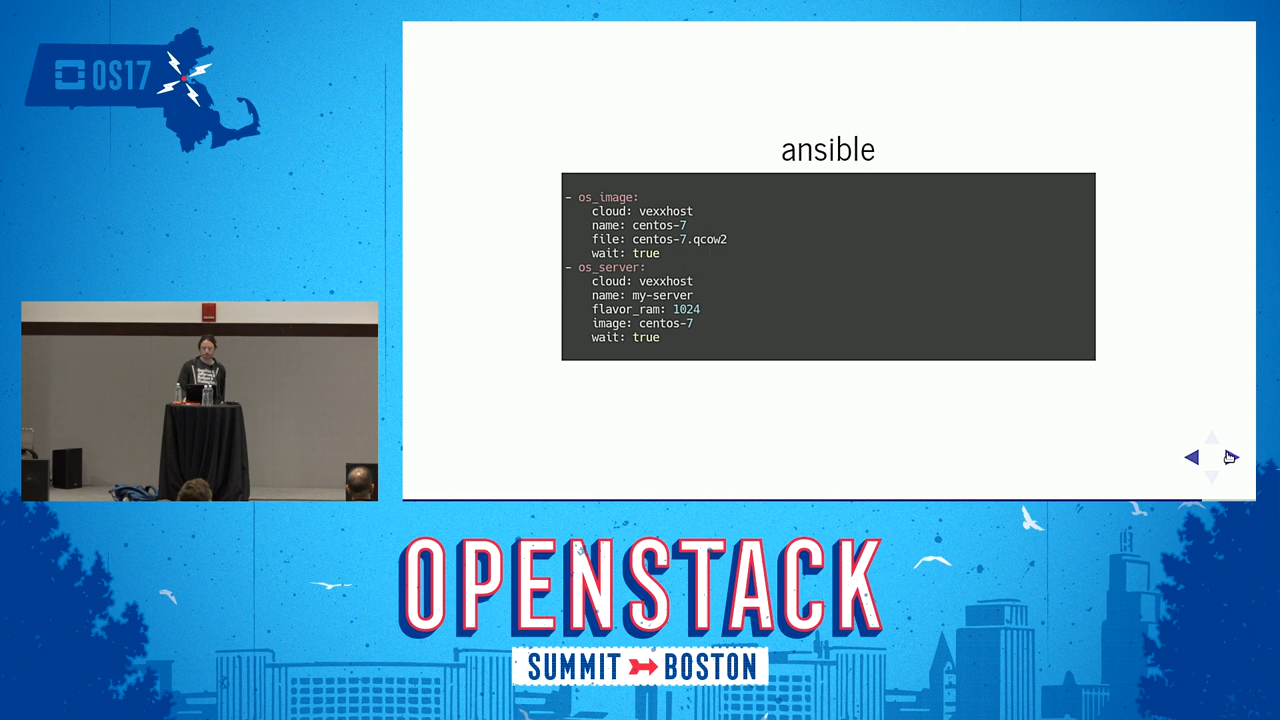 OS17
ansible
- os_image:
cloud: vexxhost
name: centos-7
file: centos-7.qcow2
wait: true
- os_server:
cloud: vexxhost
name: my-server
flavor_ram: 1024
image: centos-7
wait: true
OPENSTACK
SUMMIT BOSTON